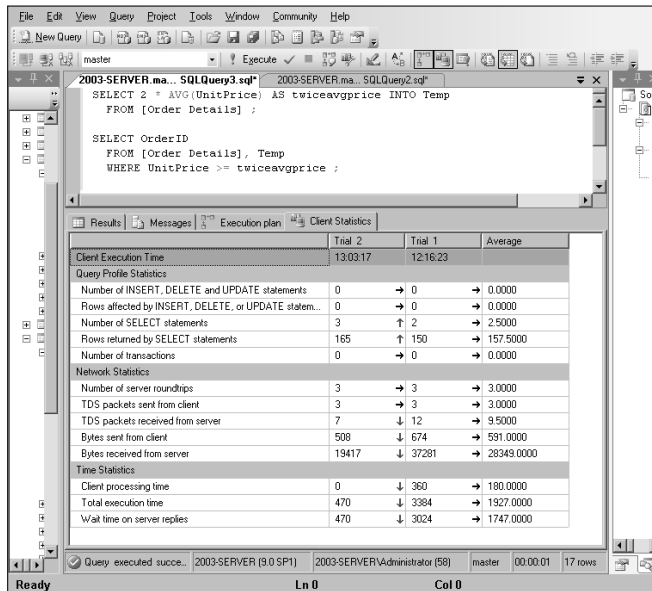 File Edit View Query Project Tools Window Community Help
New Query
master Execute
2003-SERVER.ma... SQLQuery3.sql* 2003-SERVER.ma... SQLQuery2.sql*
SELECT 2 * AVG(UnitPrice) AS twiceavgprice INTO Temp
FROM [Order Details] ;
SELECT OrderID
FROM [Order Details], Temp
WHERE UnitPrice >= twiceavgprice ;
So
Results Messages Execution plan Client Statistics
Trial 2 Trial 1 Average
Client Execution Time 13:03:17 12:16:23
Query Profile Statistics
Number of INSERT, DELETE and UPDATE statements 0 → 0 → 0.0000
Rows affected by INSERT, DELETE, or UPDATE statem... 0 → 0 → 0.0000
Number of SELECT statements 3 ↑ 2 → 2.5000
Rows returned by SELECT statements 165 ↑ 150 → 157.5000
Number of transactions 0 → 0 → 0.0000
Network Statistics
Number of server roundtrips 3 → 3 → 3.0000
TDS packets sent from client 3 → 3 → 3.0000
TDS packets received from server 7 ↓ 12 → 9.5000
Bytes sent from client 508 ↓ 674 → 591.0000
Bytes received from server 19417 ↓ 37281 → 28349.0000
Time Statistics
Client processing time 0 ↓ 360 → 180.0000
Total execution time 470 ↓ 3384 → 1927.0000
Wait time on server replies 470 ↓ 3024 → 1747.0000
Query executed succe... 2003-SERVER (9.0 SP1) 2003-SERVER\Administrator (58) master 00:00:01 17 rows
Ready Ln 0 Col 0